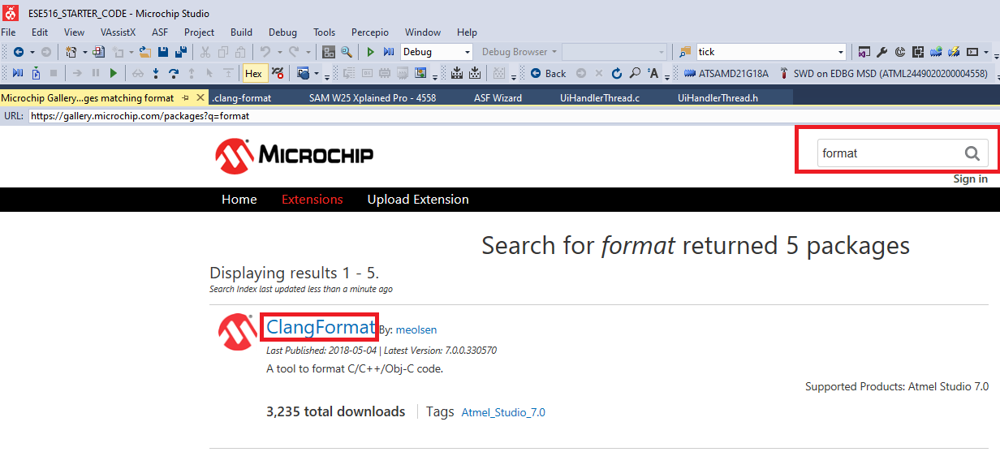 ESE516_STARTER_CODE - Microchip Studio
File Edit View VAssistX ASF Project Build Debug Tools Percepio Window Help
Debug Debug Browser tick
Hex Back A ATSAMD21G18A SWD on EDBG MSD (ATML2449020200004558)
Microchip Gallery...ges matching format .clang-format SAM W25 Xplained Pro - 4558 ASF Wizard UiHandlerThread.c UiHandlerThread.h
URL: https://gallery.microchip.com/packages?q=format
MICROCHIP
format
Sign in
Home Extensions Upload Extension
Search for format returned 5 packages
Displaying results 1 - 5.
Search Index last updated less than a minute ago
ClangFormat By: meolsen
Last Published: 2018-05-04 | Latest Version: 7.0.0.330570
A tool to format C/C++/Obj-C code.
Supported Products: Atmel Studio 7.0
3,235 total downloads Tags Atmel_Studio_7.0